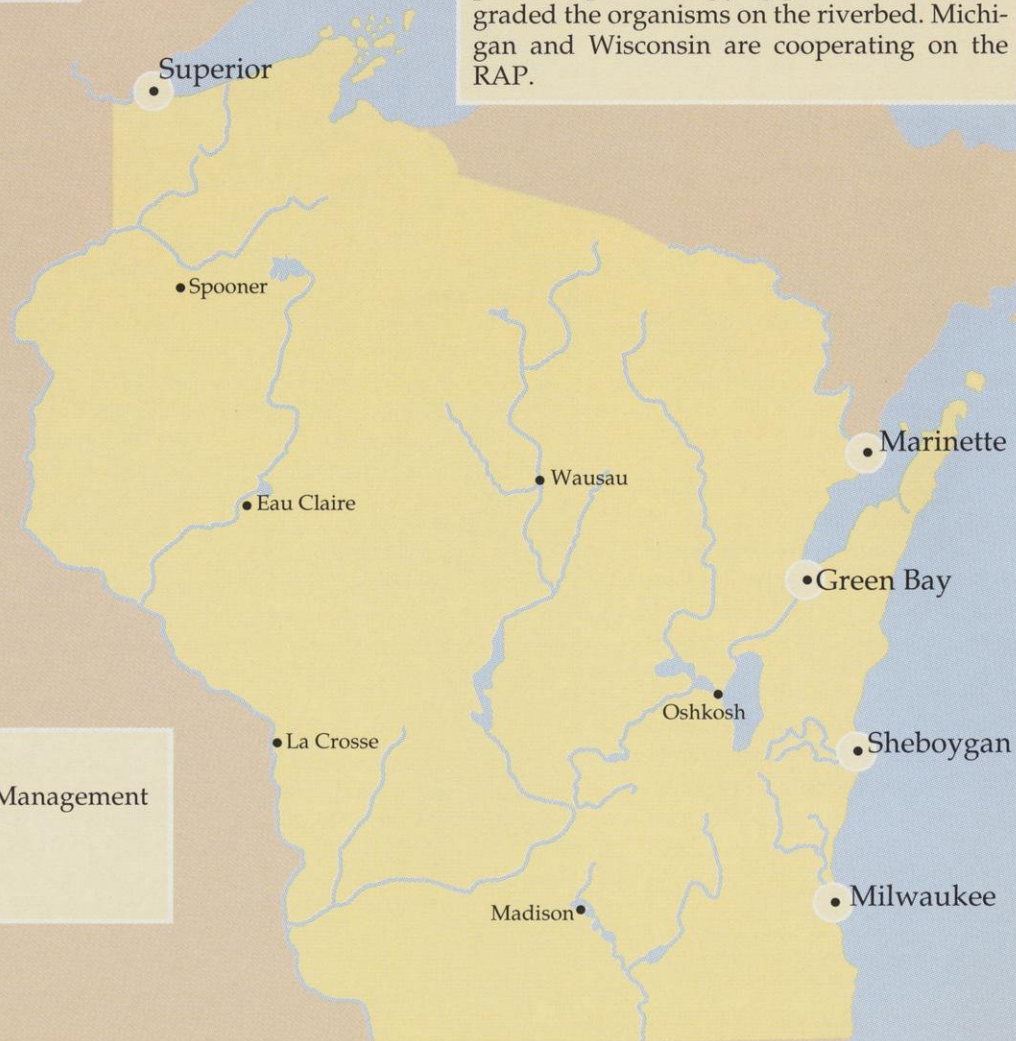 graded the organisms on the riverbed. Michi-
gan and Wisconsin are cooperating on the
RAP.
Superior
Spooner
Marinette
Wausau
Eau Claire
Green Bay
Oshkosh
La Crosse
Sheboygan
Management
Milwaukee
Madison